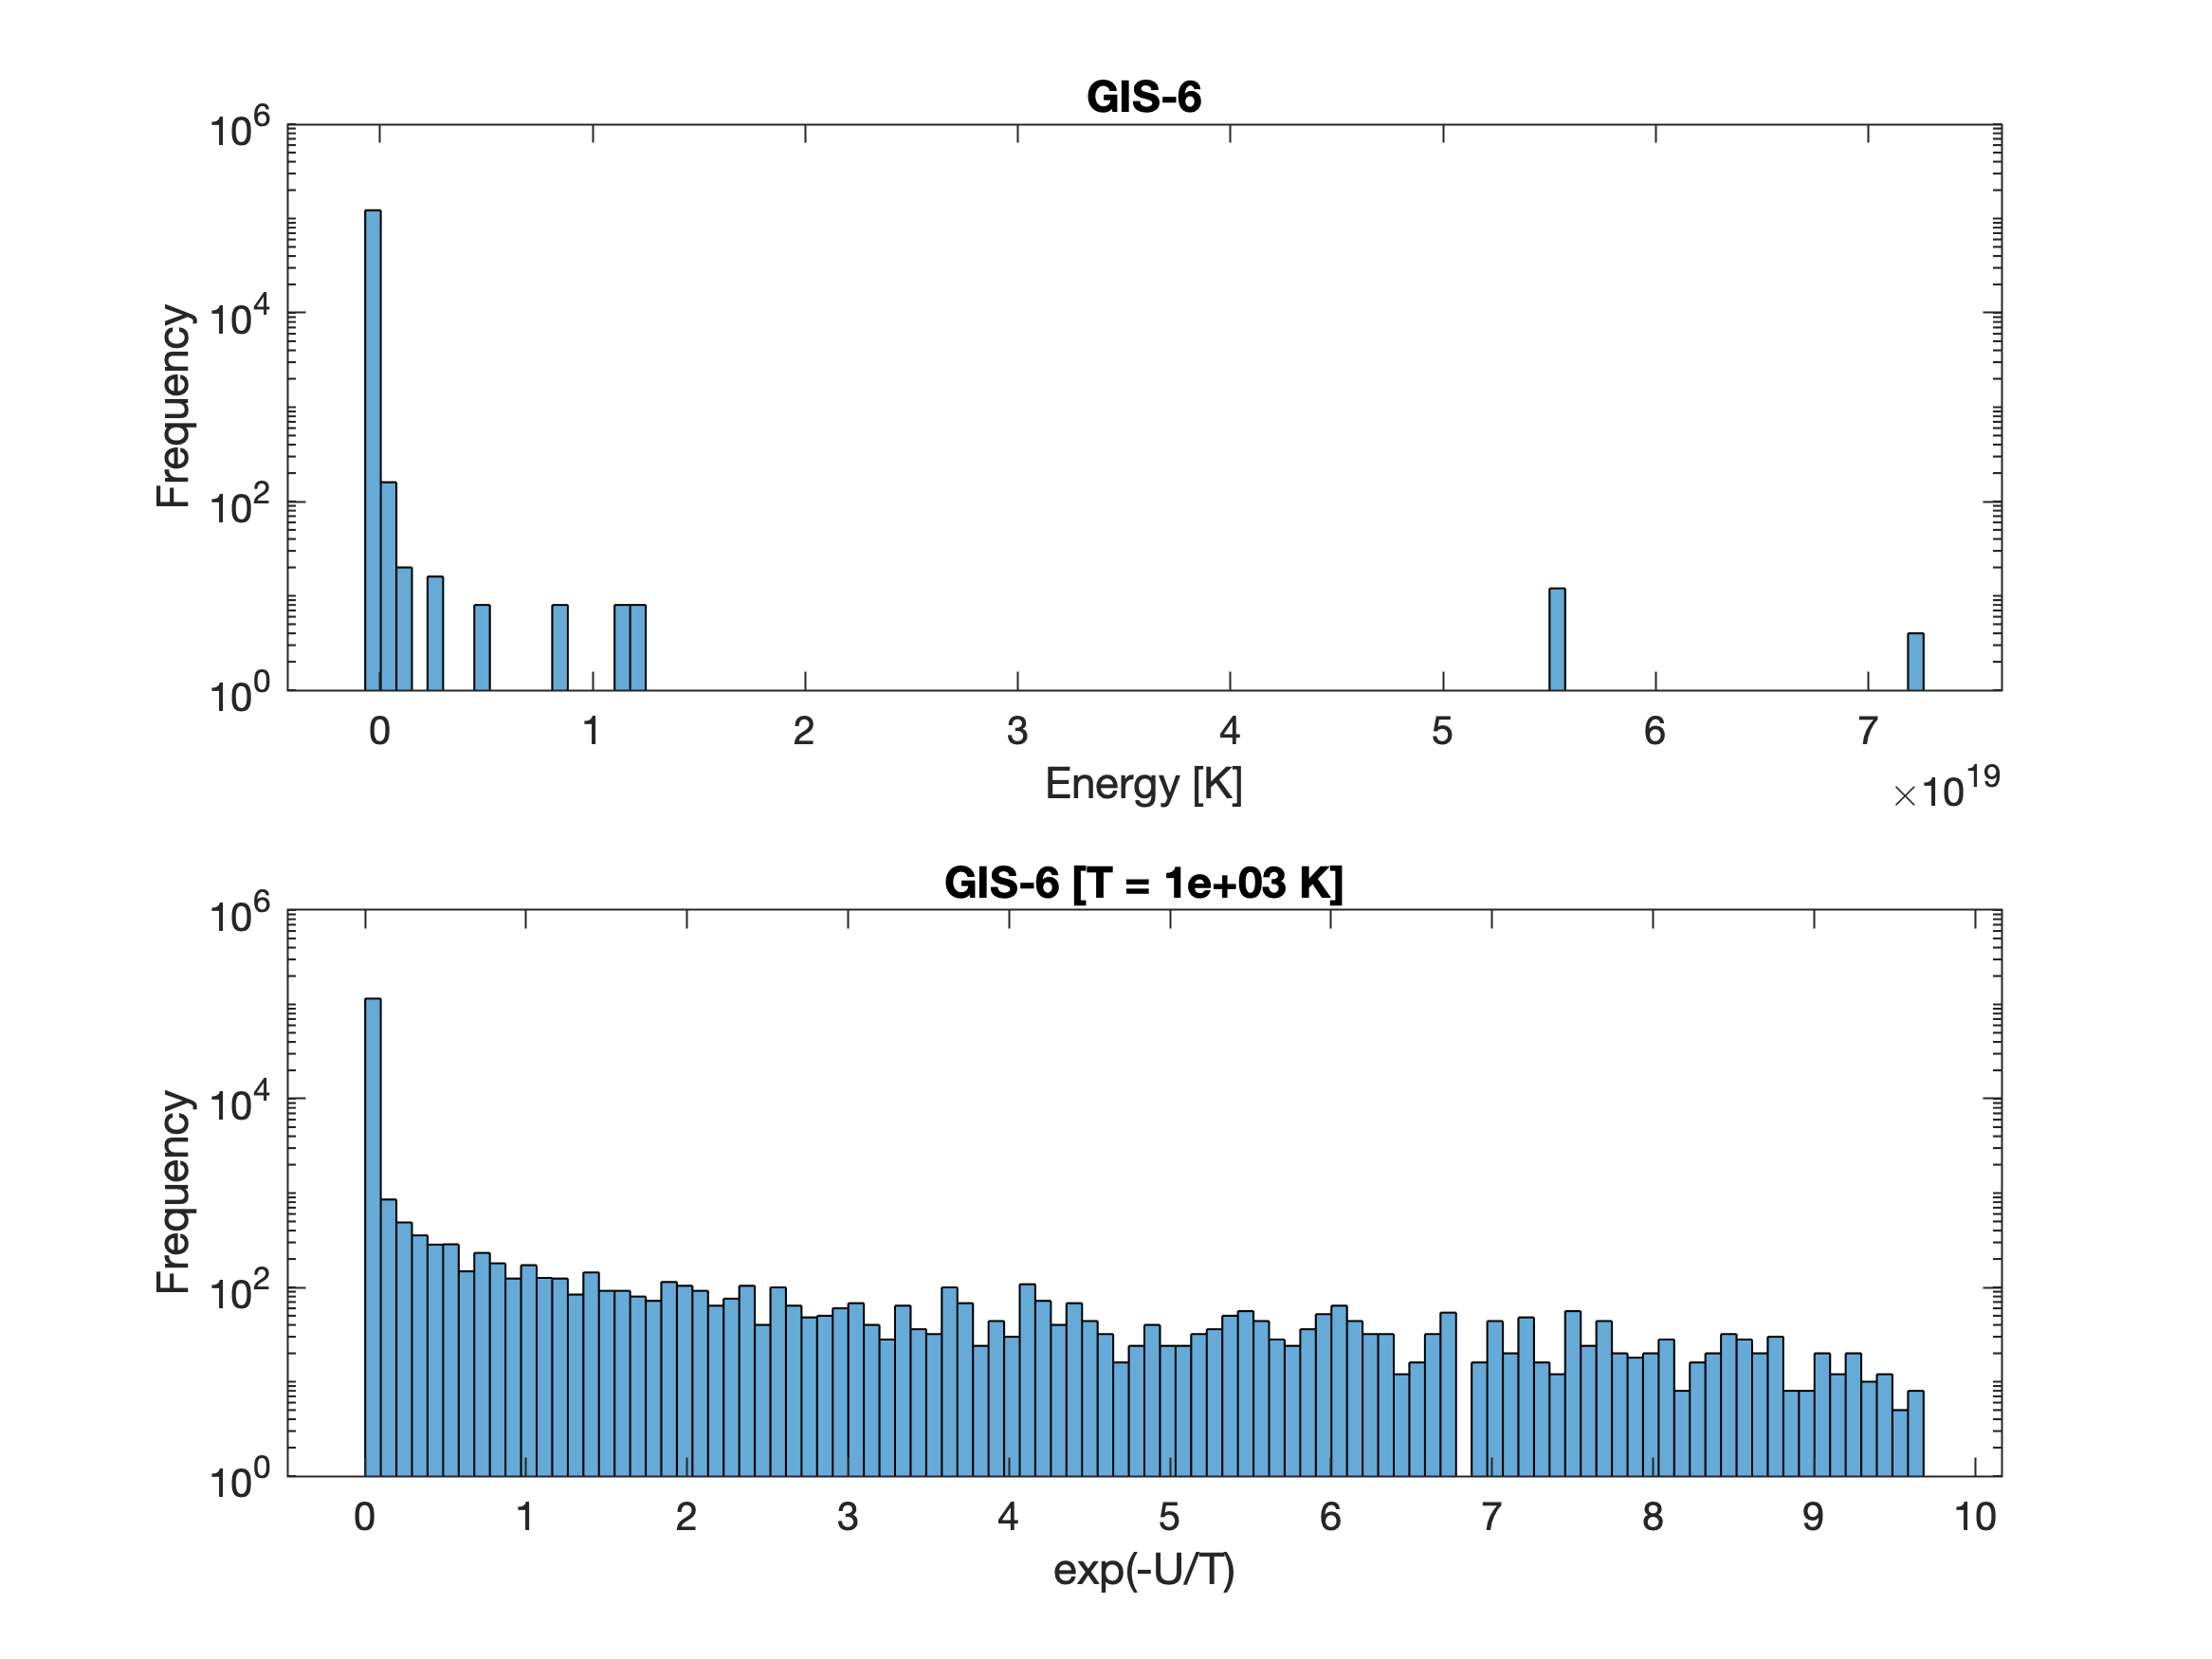 GIS-6
10^6
10^4
10^2
10^0
Frequency
0 1 2 3 4 5 6 7
×10^19
Energy [K]
GIS-6 [T = 1e+03 K]
10^6
10^4
10^2
10^0
Frequency
0 1 2 3 4 5 6 7 8 9 10
exp(-U/T)